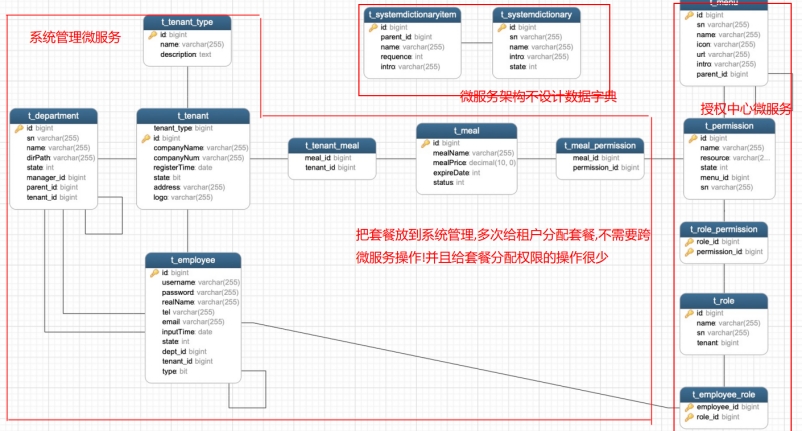 t_tenant_type
id bigint
name varchar(255)
description text
系统管理微服务
t_systemdictionaryitem
id bigint
parent_id bigint
name varchar(255)
requence: int
intro varchar(255)
t_systemdictionary
id bigint
sn varchar(255)
name: varchar(255)
intro varchar(255)
state: int
微服务架构不设计数据字典
t_menu
id bigint
sn varchar(255)
name: varchar(255)
icon: varchar(255)
url varchar(255)
intro varchar(255)
parent_id: bigint
授权中心微服务
t_department
id bigint
sn varchar(255)
name: varchar(255)
dirPath: varchar(255)
state: int
manager_id bigint
parent_id: bigint
tenant_id bigint
t_tenant
tenant_type bigint
id bigint
companyName: varchar(255)
companyNum varchar(255)
registerTime: date
state: bit
address: varchar(255)
logo: varchar(255)
t_tenant_meal
meal_id bigint
tenant_id bigint
t_meal
id bigint
mealName: varchar(255)
mealPrice: decimal(10, 0)
expireDate: int
status: int
t_meal_permission
meal_id bigint
permission_id: bigint
t_permission
id bigint
name: varchar(255)
resource: varchar(2...
state: int
menu_id: bigint
sn varchar(255)
把套餐放到系统管理,多次给租户分配套餐,不需要跨
微服务操作!并且给套餐分配权限的操作很少
t_employee
id bigint
username: varchar(255)
password: varchar(255)
realName: varchar(255)
tel varchar(255)
email varchar(255)
inputTime: date
state: int
dept_id bigint
tenant_id bigint
type: bit
t_role_permission
role_id: bigint
permission_id: bigint
t_role
id bigint
name: varchar(255)
sn varchar(255)
tenant: bigint
t_employee_role
employee_id: bigint
role_id: bigint